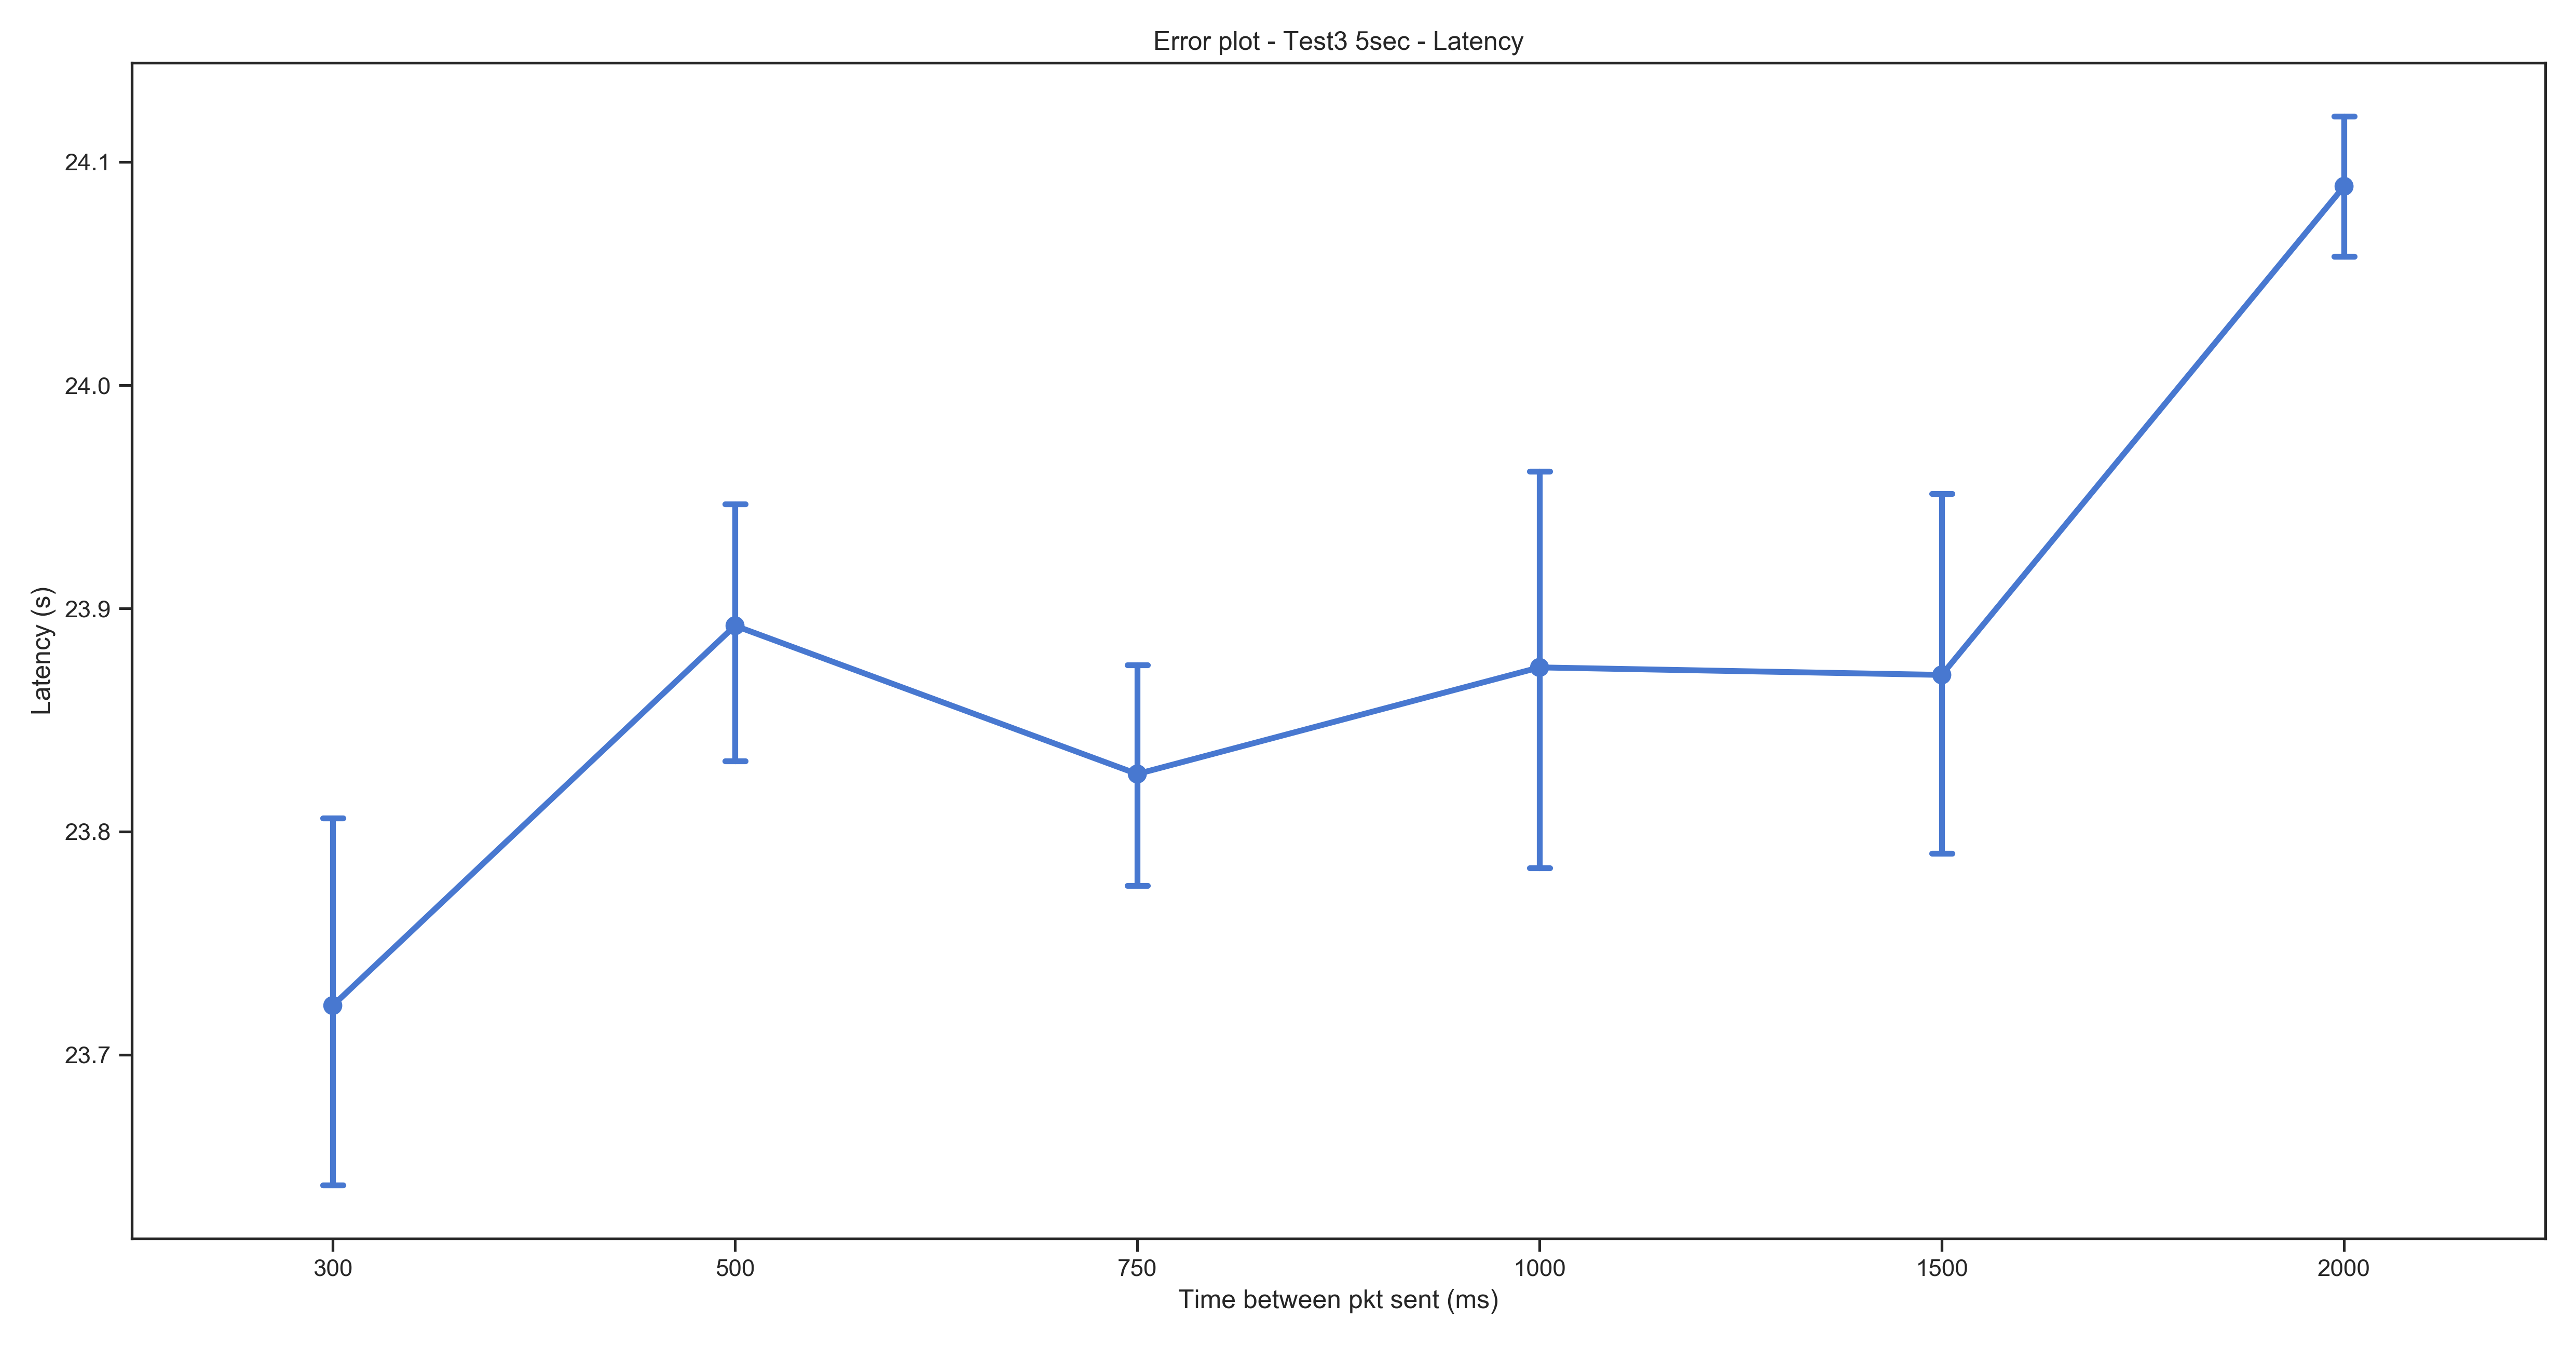 Error plot - Test3 5sec - Latency
24.1
24.0
23.9
23.8
23.7
Latency (s)
300 500 750 1000 1500 2000
Time between pkt sent (ms)